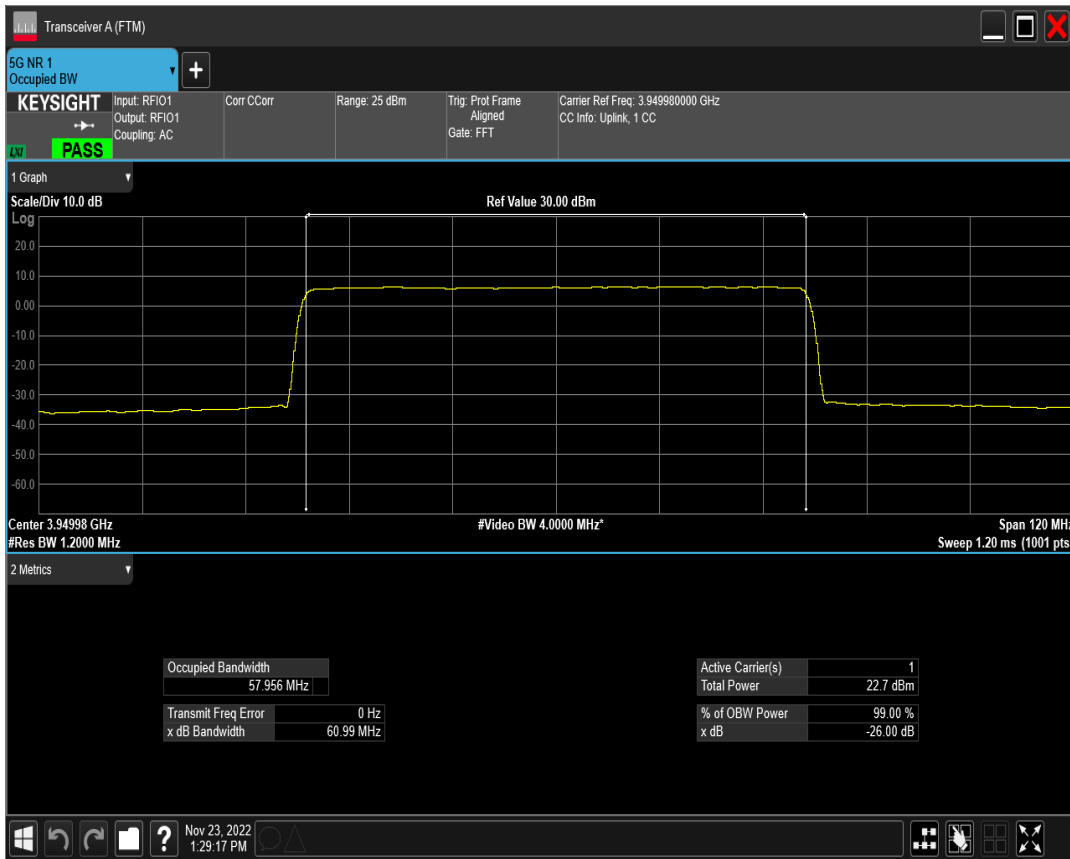 Transceiver A (FTM)
5G NR 1
Occupied BW
+
KEYSIGHT
LXI
PASS
Input: RFIO1
Output: RFIO1
Coupling: AC
Corr CCorr
Range: 25 dBm
Trig: Prot Frame
Aligned
Gate: FFT
Carrier Ref Freq: 3.949980000 GHz
CC Info: Uplink, 1 CC
1 Graph
Scale/Div 10.0 dB
Ref Value 30.00 dBm
Log
20.0
10.0
0.00
-10.0
-20.0
-30.0
-40.0
-50.0
-60.0
Center 3.94998 GHz
#Video BW 4.0000 MHz*
Span 120 MHz
#Res BW 1.2000 MHz
Sweep 1.20 ms (1001 pts
2 Metrics
Occupied Bandwidth
57.956 MHz
Transmit Freq Error 0 Hz
x dB Bandwidth 60.99 MHz
Active Carrier(s) 1
Total Power 22.7 dBm
% of OBW Power 99.00 %
x dB -26.00 dB
?
Nov 23, 2022
1:29:17 PM